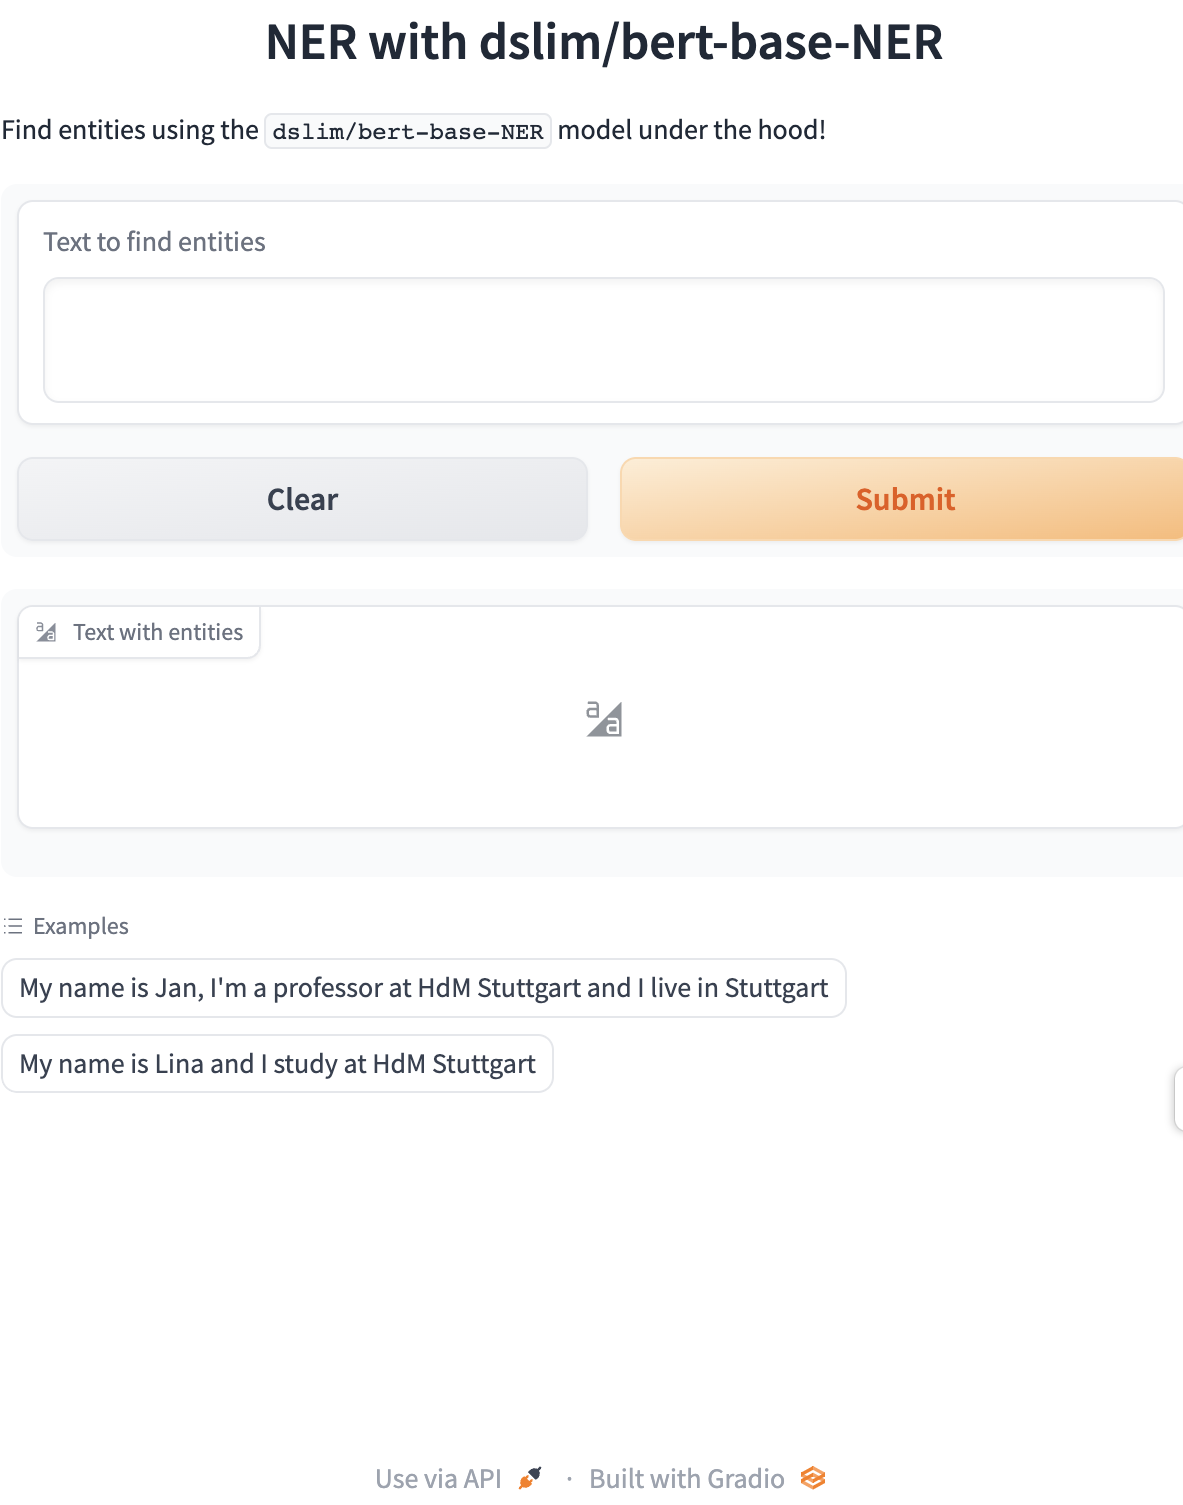 NER with dslim/bert-base-NER
Find entities using the dslim/bert-base-NER model under the hood!
Text to find entities
Clear
Submit
Text with entities
Examples
My name is Jan, I'm a professor at HdM Stuttgart and I live in Stuttgart
My name is Lina and I study at HdM Stuttgart
Use via API · Built with Gradio